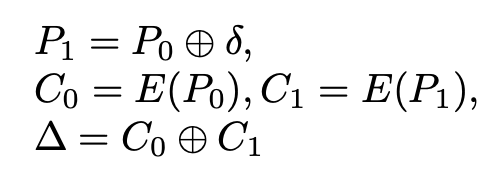 P₁ = P₀ ⊕ δ,
C₀ = E(P₀), C₁ = E(P₁),
Δ = C₀ ⊕ C₁